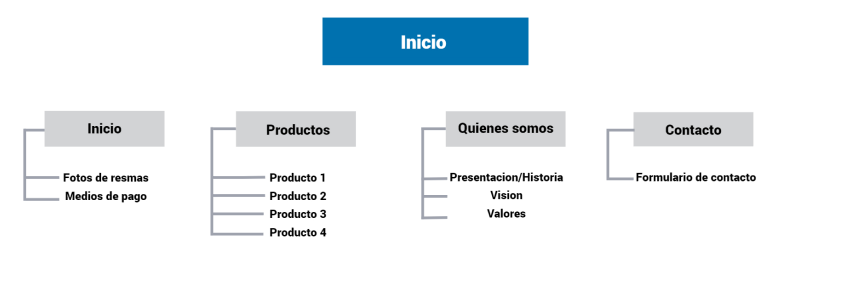 Inicio
Inicio
Productos
Quienes somos
Contacto
Fotos de resmas
Medios de pago
Producto 1
Producto 2
Producto 3
Producto 4
Presentacion/Historia
Vision
Valores
Formulario de contacto